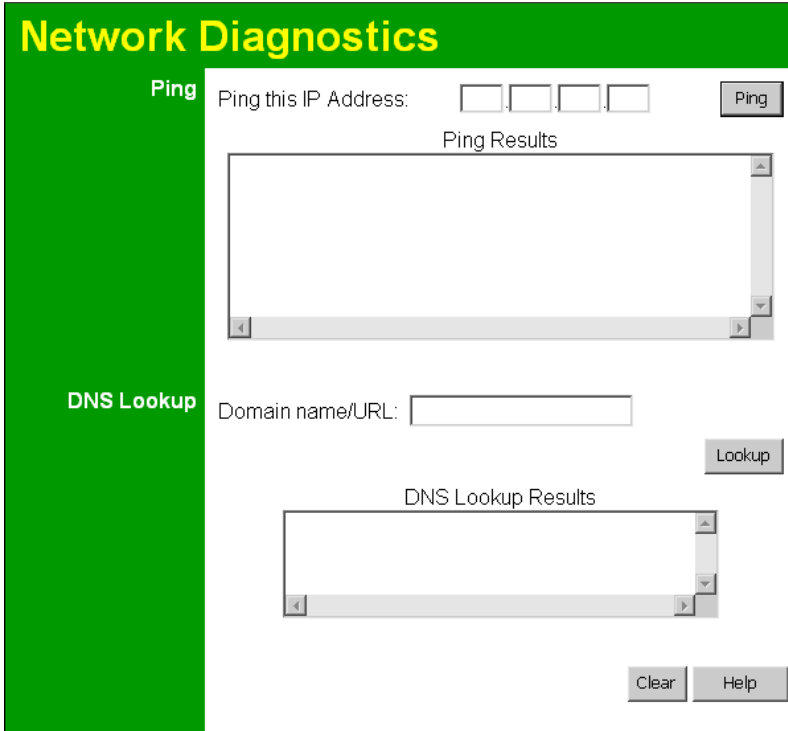 Network Diagnostics
Ping
Ping this IP Address: . . . Ping
Ping Results
DNS Lookup
Domain name/URL:
Lookup
DNS Lookup Results
Clear Help